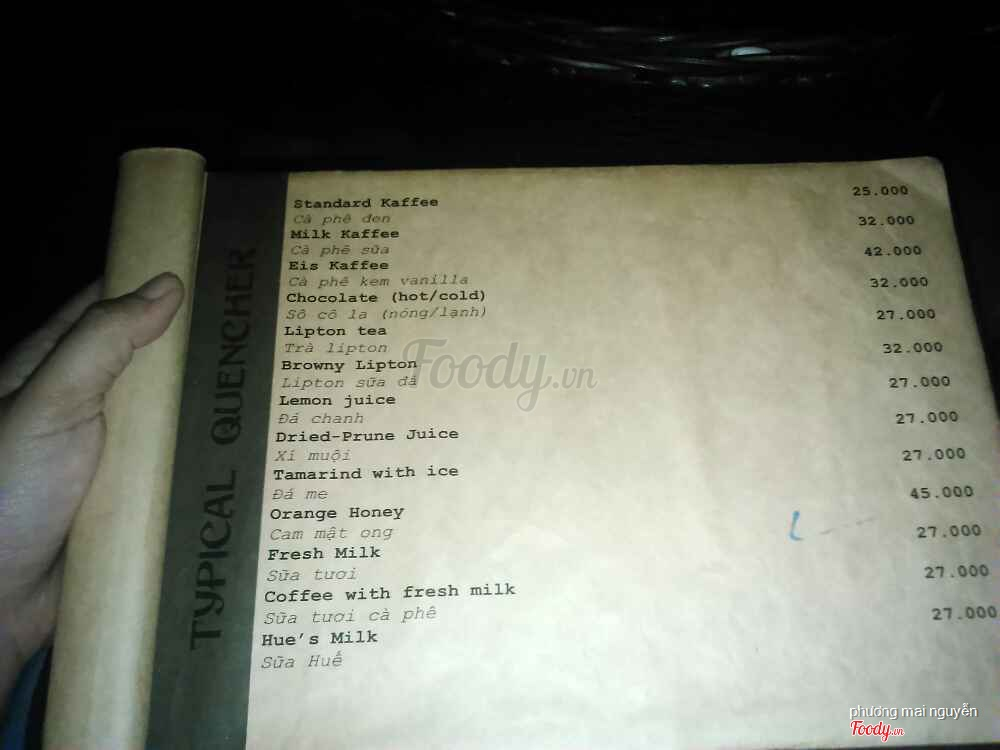 TYPICAL QUENCHER
Standard Kaffee 25.000
Cà phê đen
Milk Kaffee 32.000
Cà phê sữa
Eis Kaffee 42.000
Cà phê kem vanilla
Chocolate (hot/cold) 32.000
Sô cô la (nóng/lạnh)
Lipton tea 27.000
Trà lipton
Browny Lipton 32.000
Lipton sữa đá
Lemon juice 27.000
Đá chanh
Dried-Prune Juice 27.000
Xí muội
Tamarind with ice 27.000
Đá me
Orange Honey 45.000
Cam mật ong
Fresh Milk 27.000
Sữa tươi
Coffee with fresh milk 27.000
Sữa tươi cà phê
Hue's Milk 27.000
Sữa Huế
Foody.vn
phương mai nguyễn
Foody.vn